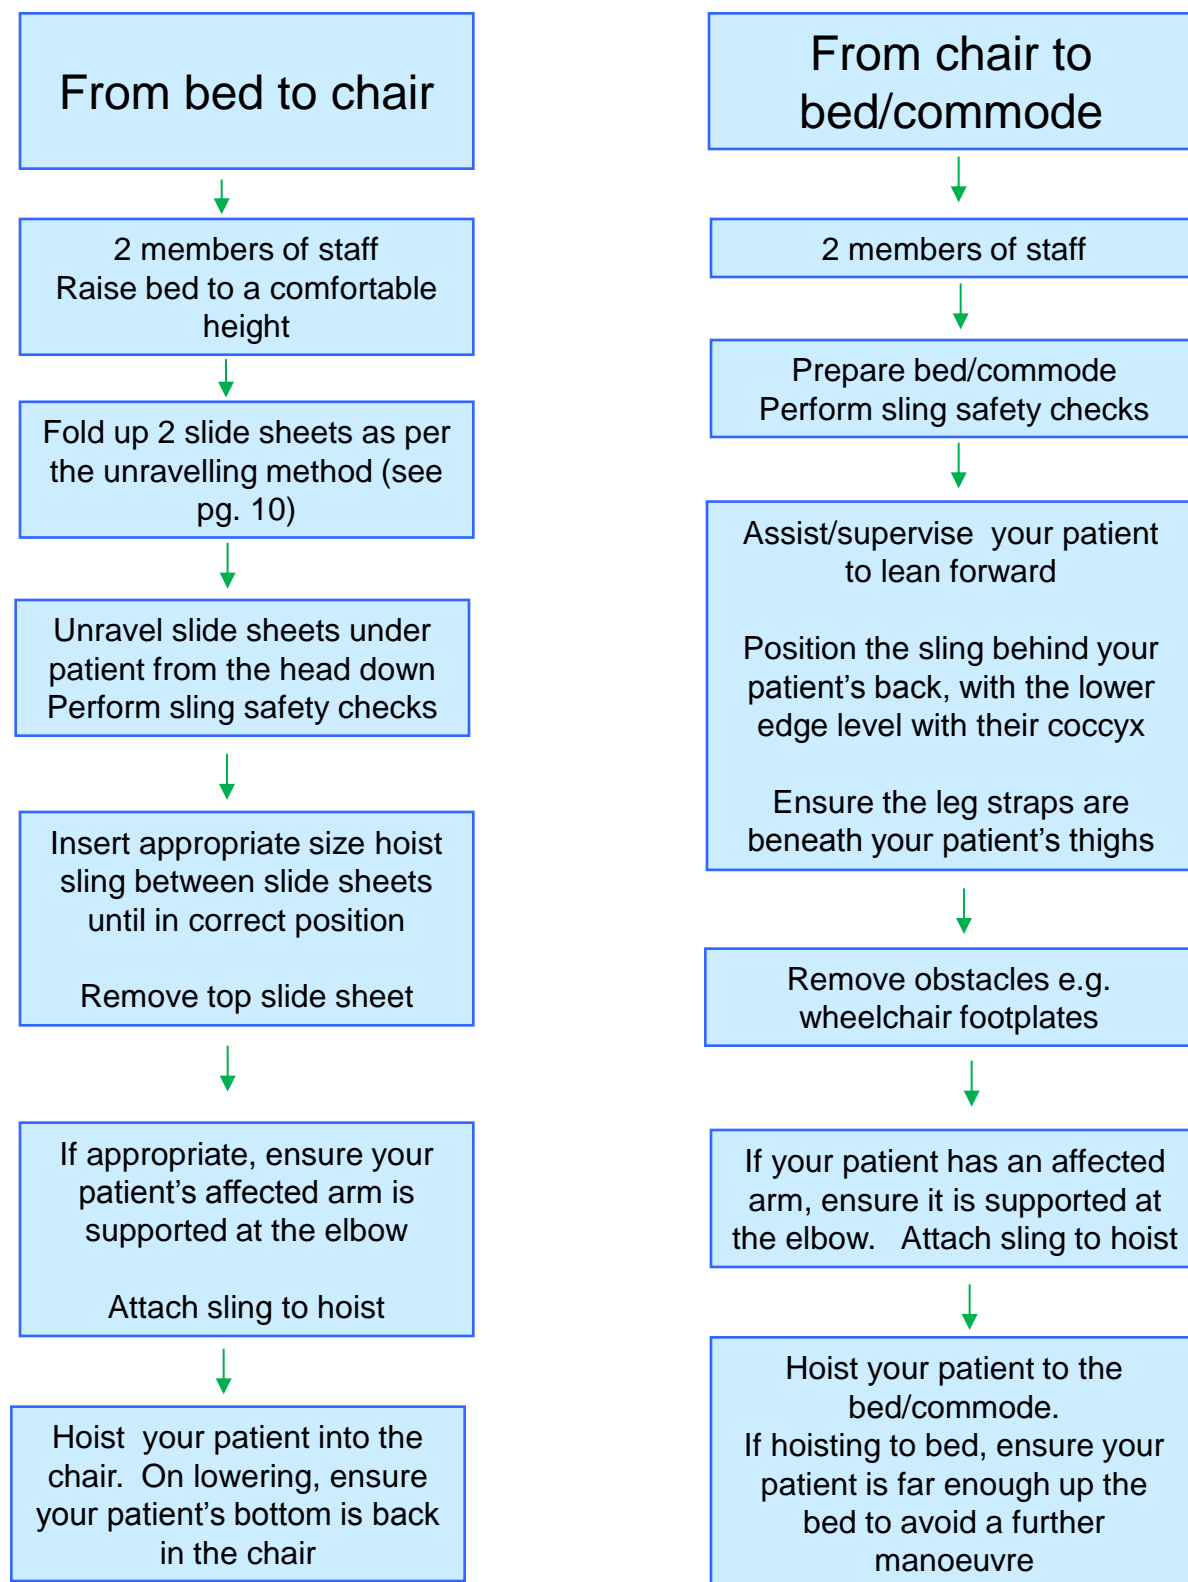 From bed to chair
2 members of staff
Raise bed to a comfortable
height
Fold up 2 slide sheets as per
the unravelling method (see
pg. 10)
Unravel slide sheets under
patient from the head down
Perform sling safety checks
Insert appropriate size hoist
sling between slide sheets
until in correct position
Remove top slide sheet
If appropriate, ensure your
patient’s affected arm is
supported at the elbow
Attach sling to hoist
Hoist  your patient into the
chair.  On lowering, ensure
your patient’s bottom is back
in the chair
From chair to
bed/commode
2 members of staff
Prepare bed/commode
Perform sling safety checks
Assist/supervise  your patient
to lean forward
Position the sling behind your
patient’s back, with the lower
edge level with their coccyx
Ensure the leg straps are
beneath your patient’s thighs
Remove obstacles e.g.
wheelchair footplates
If your patient has an affected
arm, ensure it is supported at
the elbow.   Attach sling to hoist
Hoist your patient to the
bed/commode.
If hoisting to bed, ensure your
patient is far enough up the
bed to avoid a further
manoeuvre